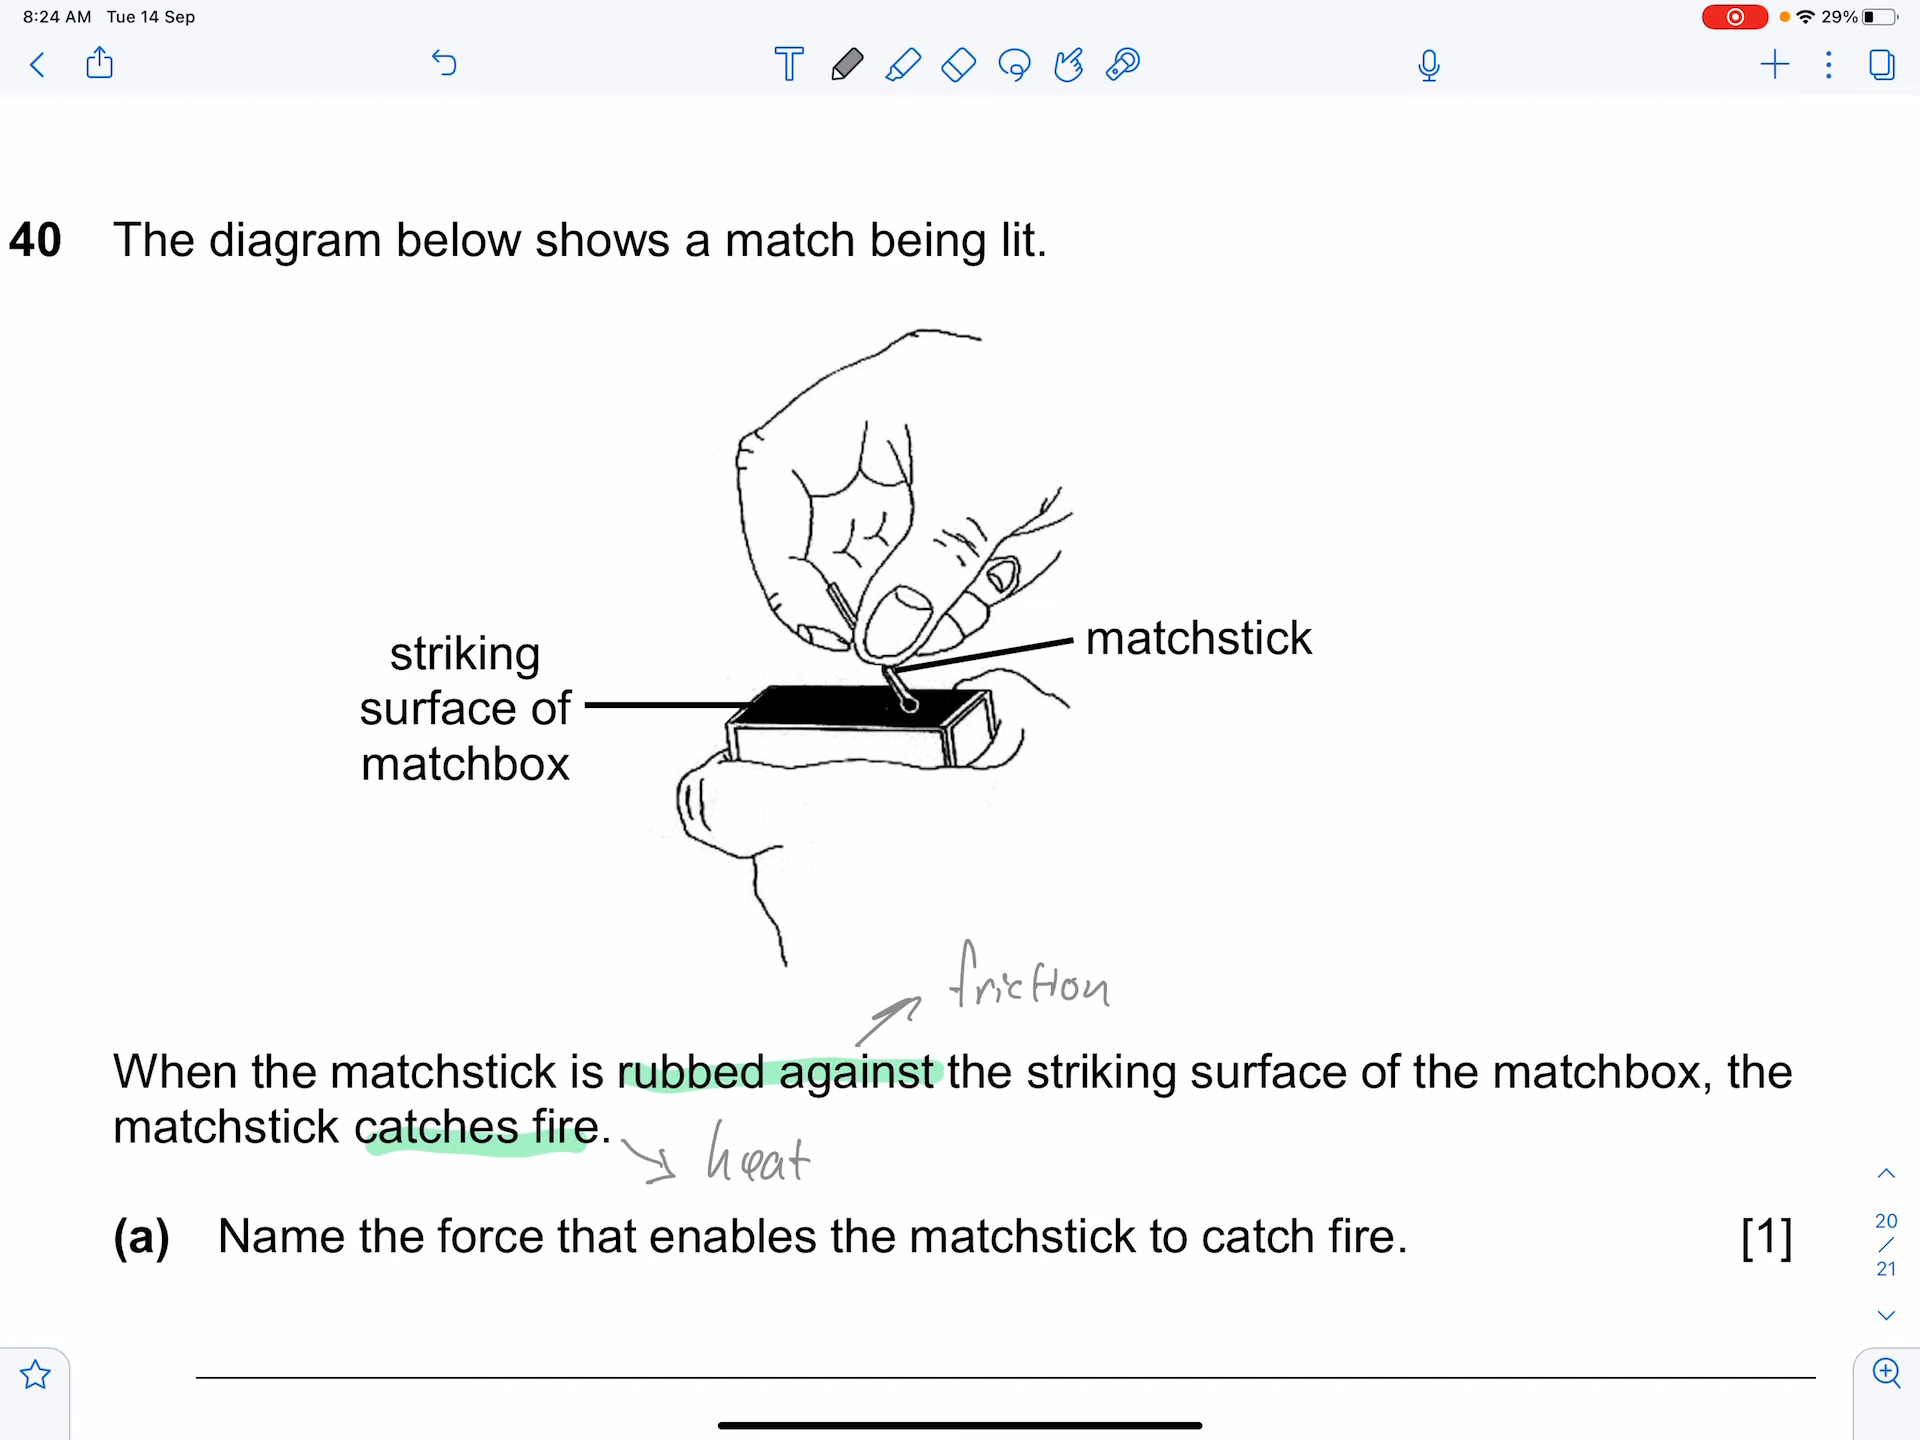 8:24 AM Tue 14 Sep
29%
40 The diagram below shows a match being lit.
striking
surface of
matchbox
matchstick
friction
When the matchstick is rubbed against the striking surface of the matchbox, the
matchstick catches fire.
heat
(a) Name the force that enables the matchstick to catch fire. [1]
20
/
21